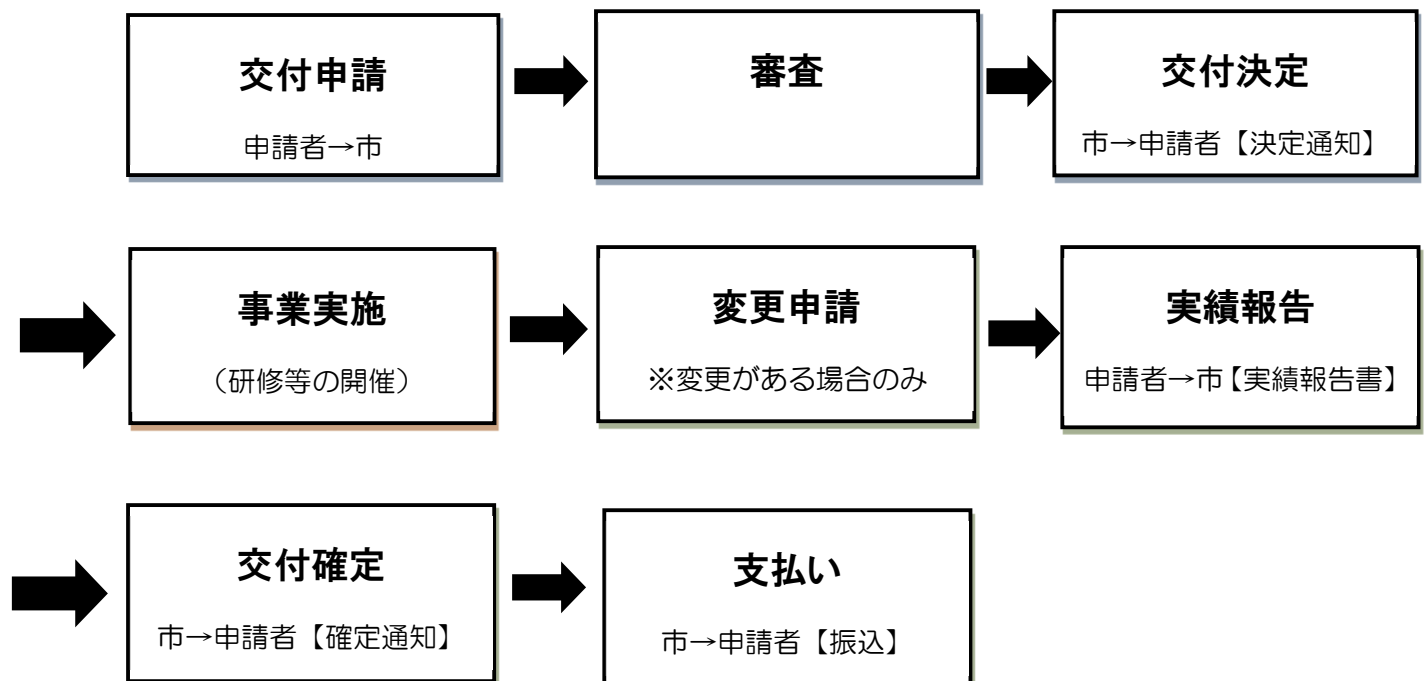 交付申請
申請者→市
審査
交付決定
市→申請者【決定通知】
事業実施
（研修等の開催）
変更申請
※変更がある場合のみ
実績報告
申請者→市【実績報告書】
交付確定
市→申請者【確定通知】
支払い
市→申請者【振込】